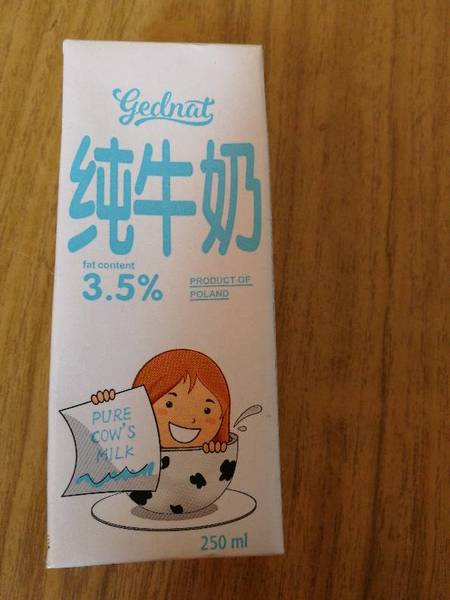 Gednat
纯牛奶
fat content
3.5%
PRODUCT OF
POLAND
PURE
COW'S
MILK
250 ml